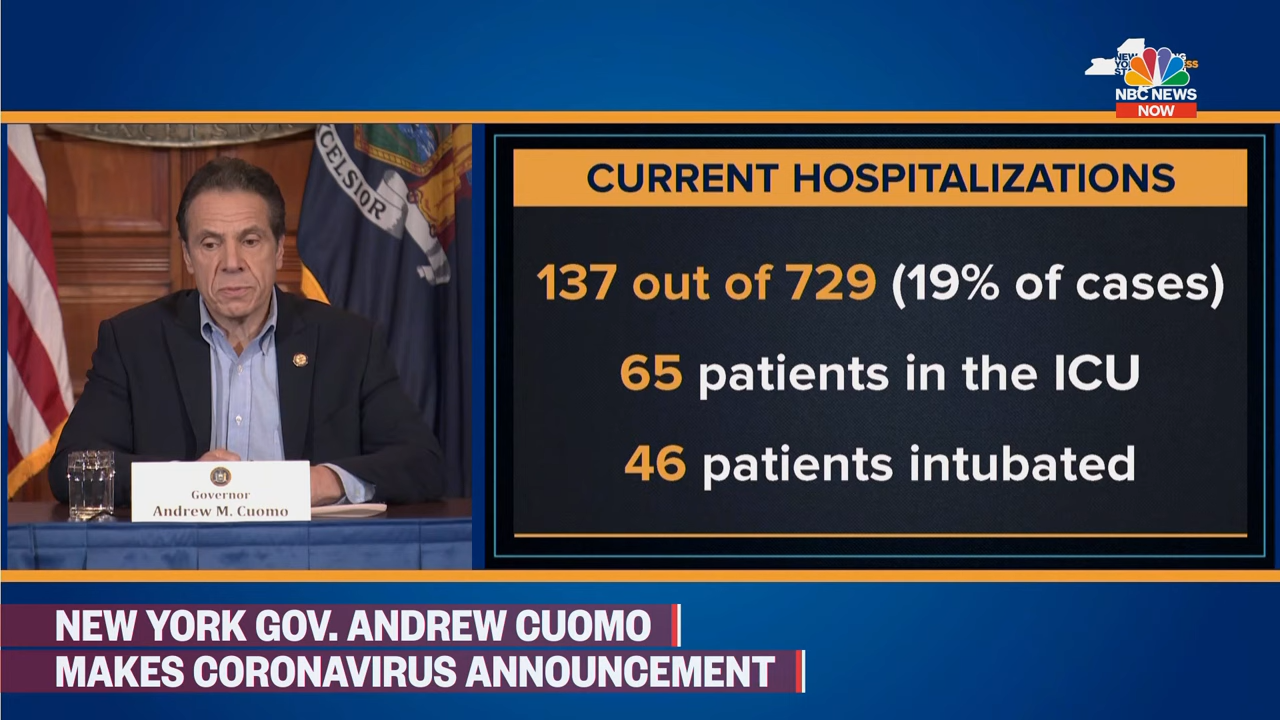 NBC NEWS
NOW
EXCELSIOR
CURRENT HOSPITALIZATIONS
137 out of 729 (19% of cases)
65 patients in the ICU
46 patients intubated
Governor
Andrew M. Cuomo
NEW YORK GOV. ANDREW CUOMO
MAKES CORONAVIRUS ANNOUNCEMENT